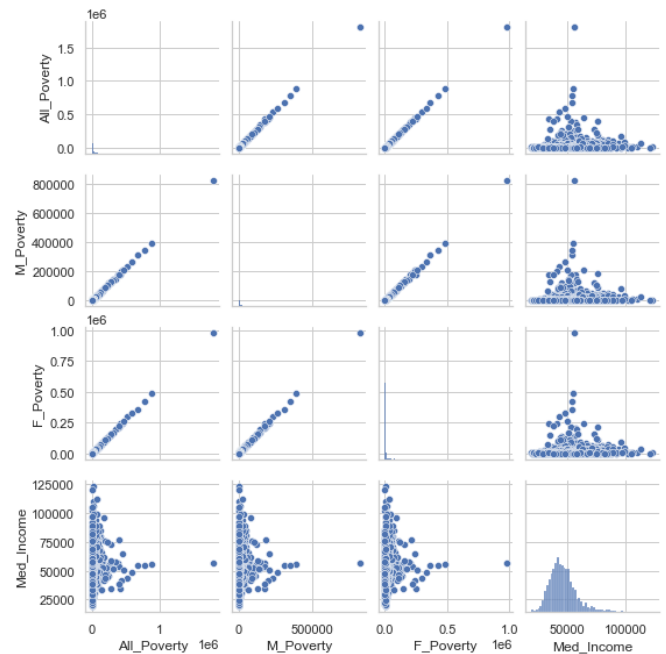 1e6
1.5
1.0
0.5
0.0
All_Poverty
800000
600000
400000
200000
0
M_Poverty
1e6
1.00
0.75
0.50
0.25
0.00
F_Poverty
125000
100000
75000
50000
25000
Med_Income
0 1 0 500000 0.0 0.5 1.0 50000 100000
1e6 1e6
All_Poverty M_Poverty F_Poverty Med_Income